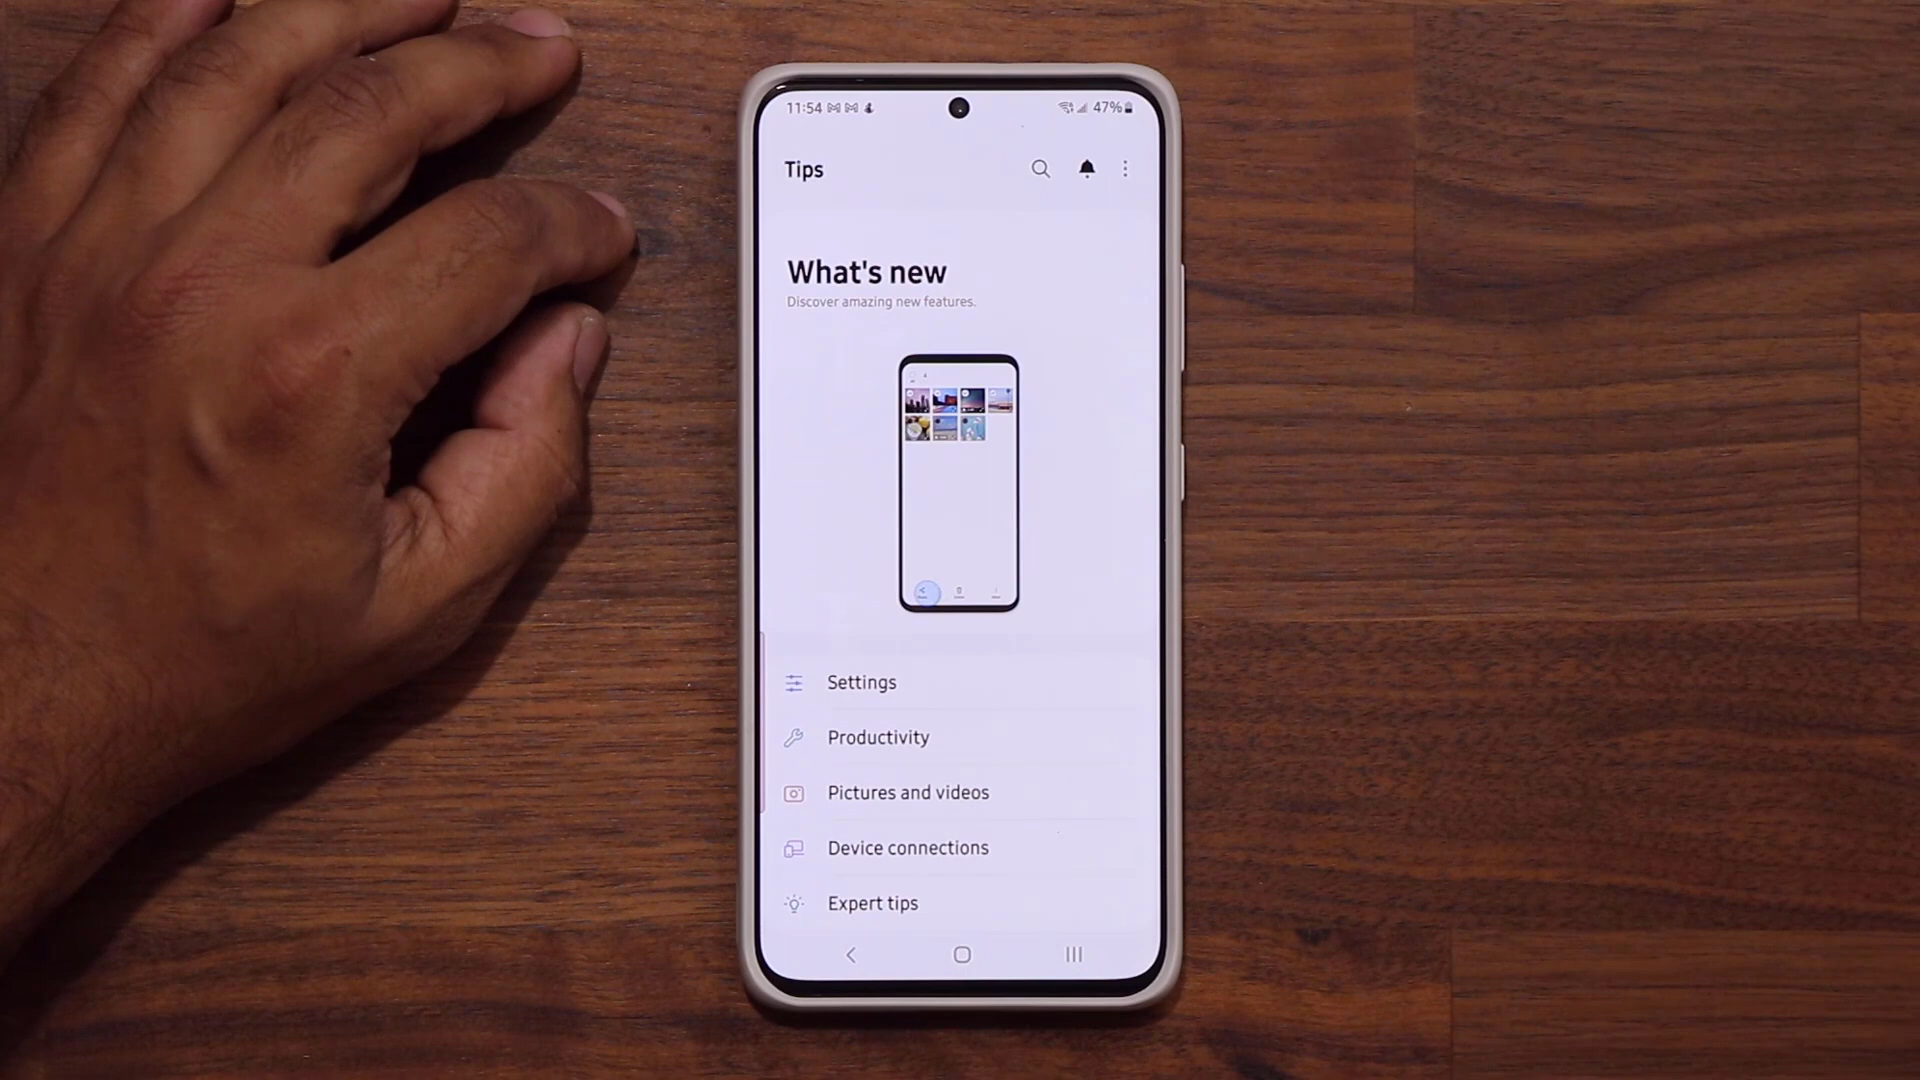 11:54
47%
Tips
What's new
Discover amazing new features.
Settings
Productivity
Pictures and videos
Device connections
Expert tips